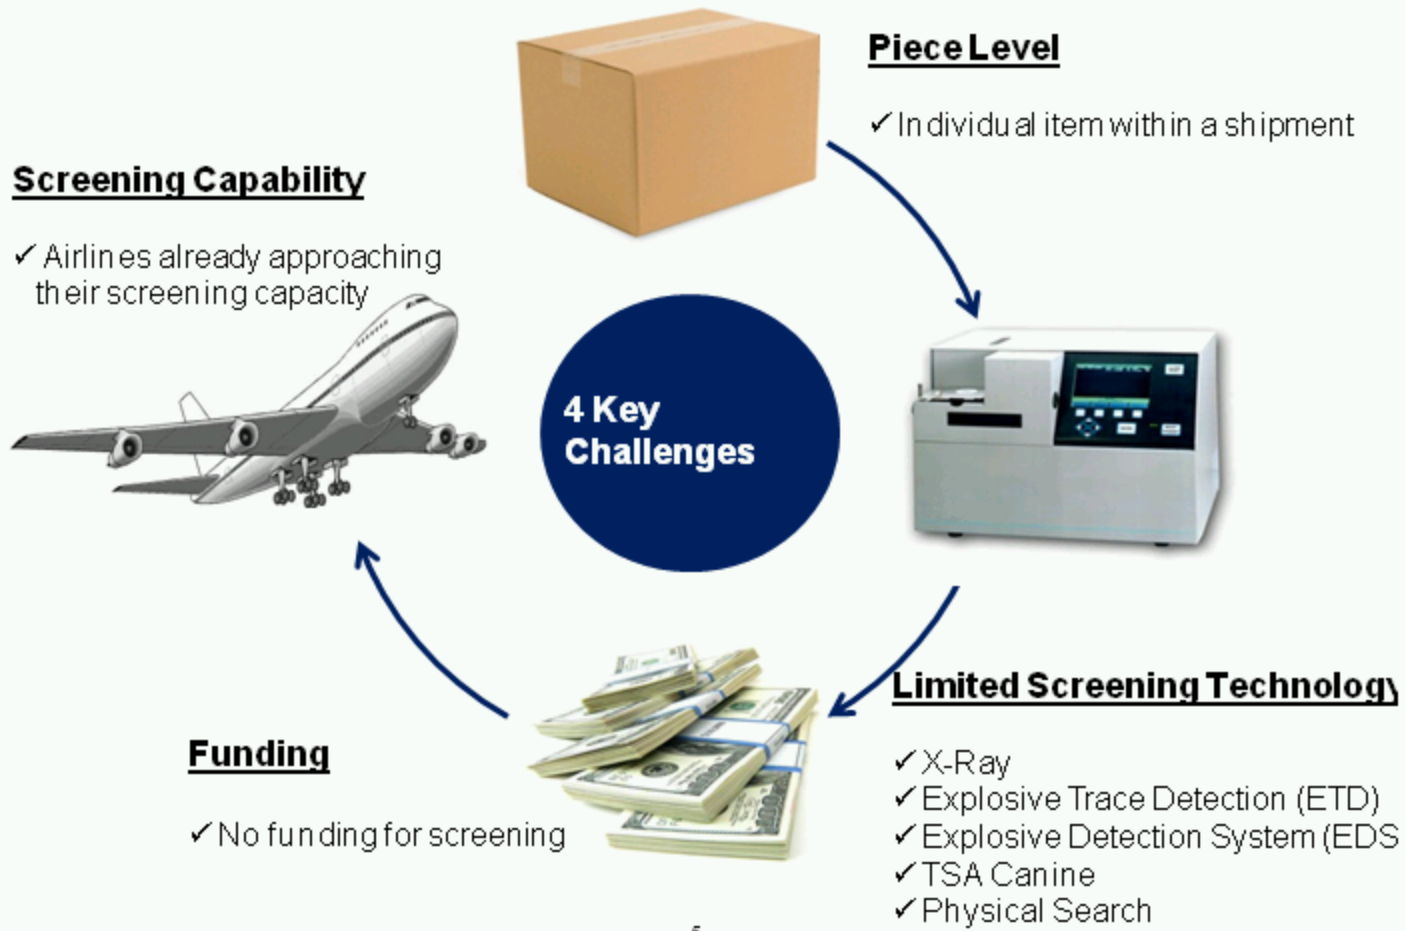 Piece Level
✓ Individual item within a shipment
Screening Capability
✓ Airlines already approaching
their screening capacity
4 Key
Challenges
Limited Screening Technology
✓ X-Ray
✓ Explosive Trace Detection (ETD)
✓ Explosive Detection System (EDS
✓ TSA Canine
✓ Physical Search
Funding
✓ No funding for screening